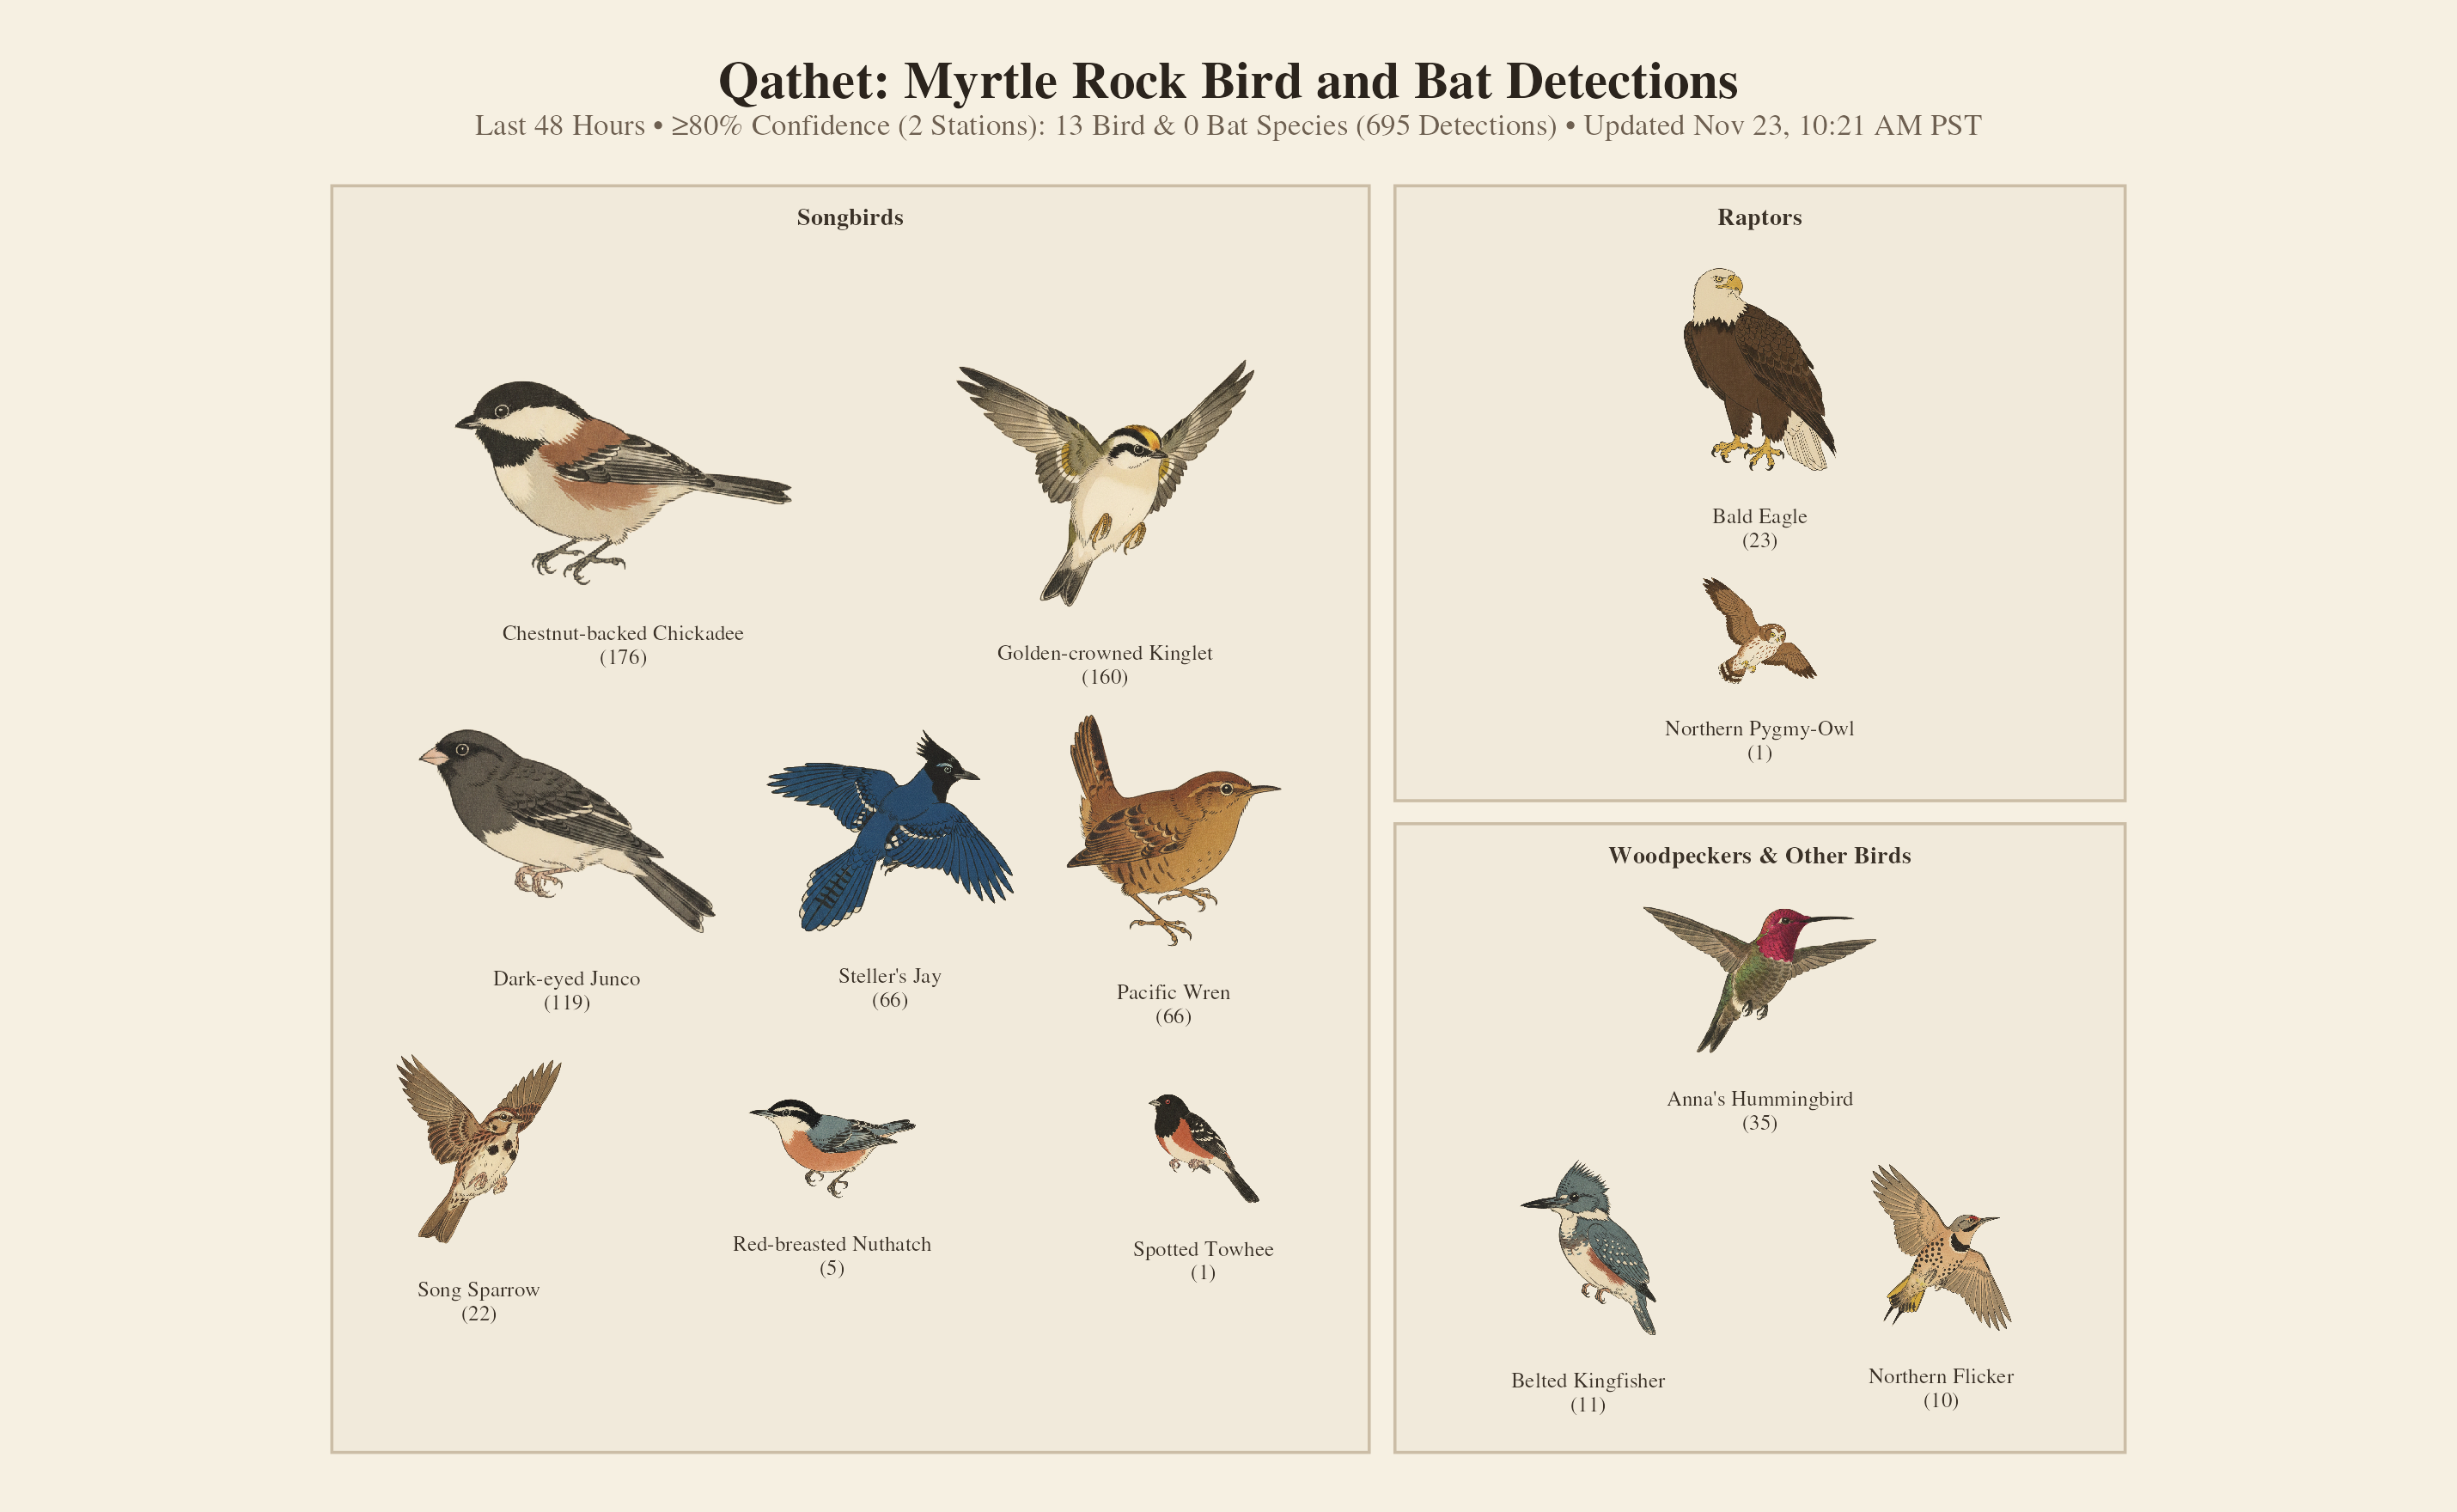 Qathet: Myrtle Rock Bird and Bat Detections
Last 48 Hours • ≥80% Confidence (2 Stations): 13 Bird & 0 Bat Species (695 Detections) • Updated Nov 23, 10:21 AM PST
Songbirds
Chestnut-backed Chickadee
(176)
Golden-crowned Kinglet
(160)
Dark-eyed Junco
(119)
Steller's Jay
(66)
Pacific Wren
(66)
Song Sparrow
(22)
Red-breasted Nuthatch
(5)
Spotted Towhee
(1)
Raptors
Bald Eagle
(23)
Northern Pygmy-Owl
(1)
Woodpeckers & Other Birds
Anna's Hummingbird
(35)
Belted Kingfisher
(11)
Northern Flicker
(10)